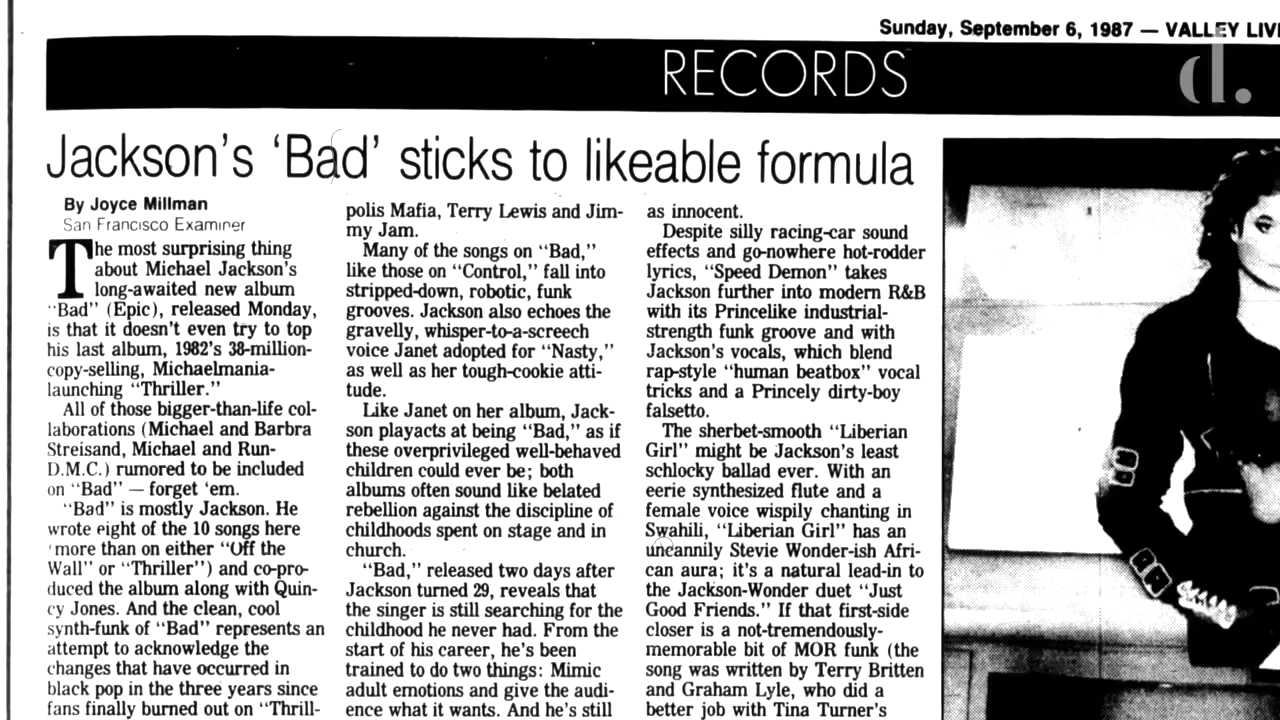 Sunday, September 6, 1987 — VALLEY LIVI
RECORDS
d.
Jackson's 'Bad' sticks to likeable formula
By Joyce Millman
San Francisco Examiner
The most surprising thing
about Michael Jackson's
long-awaited new album
"Bad" (Epic), released Monday,
is that it doesn't even try to top
his last album, 1982's 38-million-
copy-selling, Michaelmania-
launching "Thriller."
All of those bigger-than-life col-
laborations (Michael and Barbra
Streisand, Michael and Run-
D.M.C.) rumored to be included
on "Bad" — forget 'em.
"Bad" is mostly Jackson. He
wrote eight of the 10 songs here
(more than on either "Off the
Wall" or "Thriller") and co-pro-
duced the album along with Quin-
cy Jones. And the clean, cool
synth-funk of "Bad" represents an
attempt to acknowledge the
changes that have occurred in
black pop in the three years since
fans finally burned out on "Thrill-
polis Mafia, Terry Lewis and Jim-
my Jam.
Many of the songs on "Bad,"
like those on "Control," fall into
stripped-down, robotic, funk
grooves. Jackson also echoes the
gravelly, whisper-to-a-screech
voice Janet adopted for "Nasty,"
as well as her tough-cookie atti-
tude.
Like Janet on her album, Jack-
son playacts at being "Bad," as if
these overprivileged well-behaved
children could ever be; both
albums often sound like belated
rebellion against the discipline of
childhoods spent on stage and in
church.
"Bad," released two days after
Jackson turned 29, reveals that
the singer is still searching for the
childhood he never had. From the
start of his career, he's been
trained to do two things: Mimic
adult emotions and give the audi-
ence what it wants. And he's still
as innocent.
Despite silly racing-car sound
effects and go-nowhere hot-rodder
lyrics, "Speed Demon" takes
Jackson further into modern R&B
with its Princelike industrial-
strength funk groove and with
Jackson's vocals, which blend
rap-style "human beatbox" vocal
tricks and a Princely dirty-boy
falsetto.
The sherbet-smooth "Liberian
Girl" might be Jackson's least
schlocky ballad ever. With an
eerie synthesized flute and a
female voice wispily chanting in
Swahili, "Liberian Girl" has an
uncannily Stevie Wonder-ish Afri-
can aura; it's a natural lead-in to
the Jackson-Wonder duet "Just
Good Friends." If that first-side
closer is a not-tremendously-
memorable bit of MOR funk (the
song was written by Terry Britten
and Graham Lyle, who did a
better job with Tina Turner's